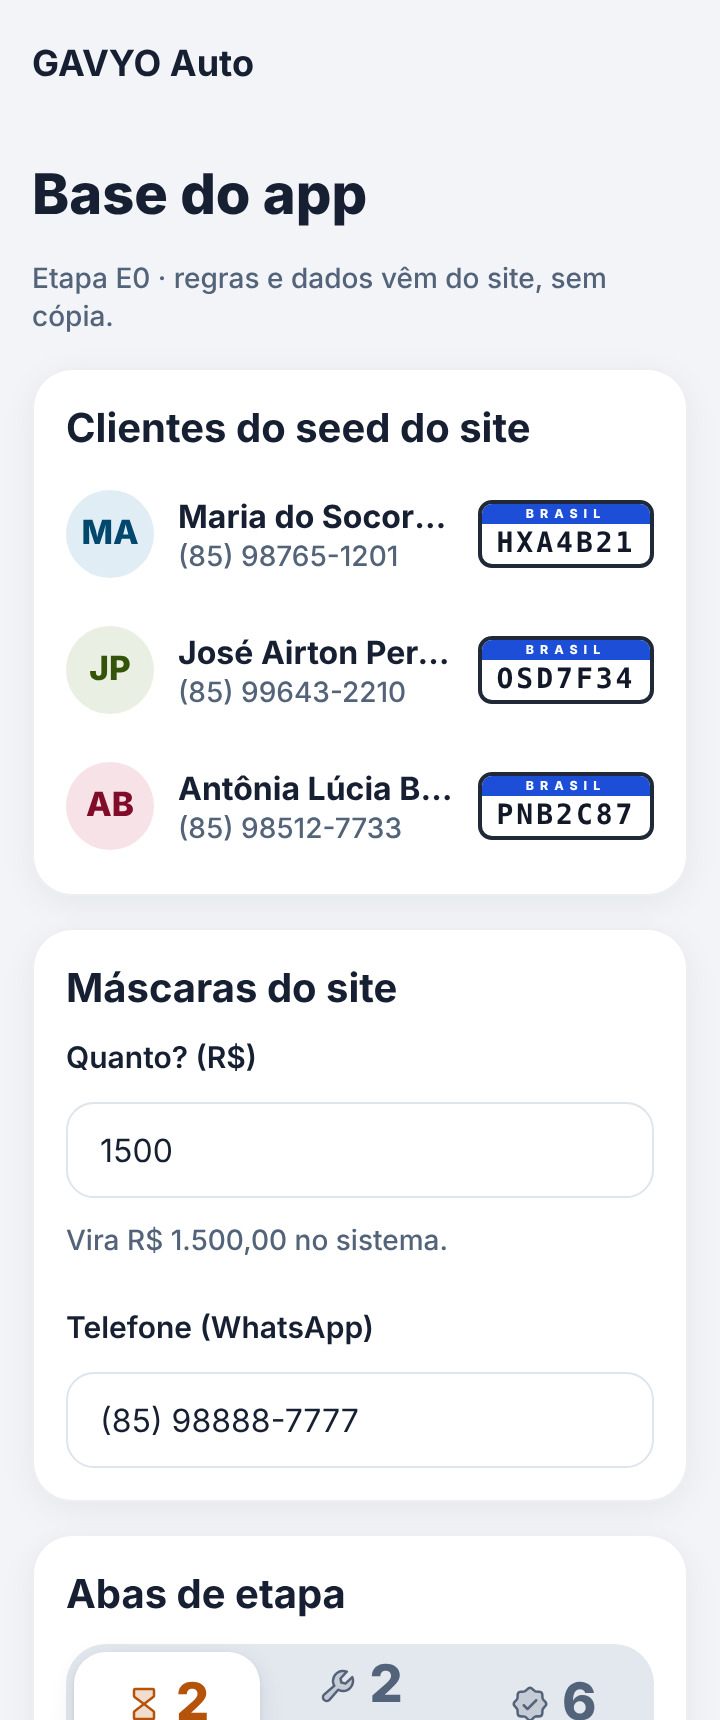 GAVYO Auto
Base do app
Etapa E0 · regras e dados vêm do site, sem
cópia.
Clientes do seed do site
MA
Maria do Socor...
(85) 98765-1201
BRASIL
HXA4B21
JP
José Airton Per...
(85) 99643-2210
BRASIL
OSD7F34
AB
Antônia Lúcia B...
(85) 98512-7733
BRASIL
PNB2C87
Máscaras do site
Quanto? (R$)
1500
Vira R$ 1.500,00 no sistema.
Telefone (WhatsApp)
(85) 98888-7777
Abas de etapa
2
2
6